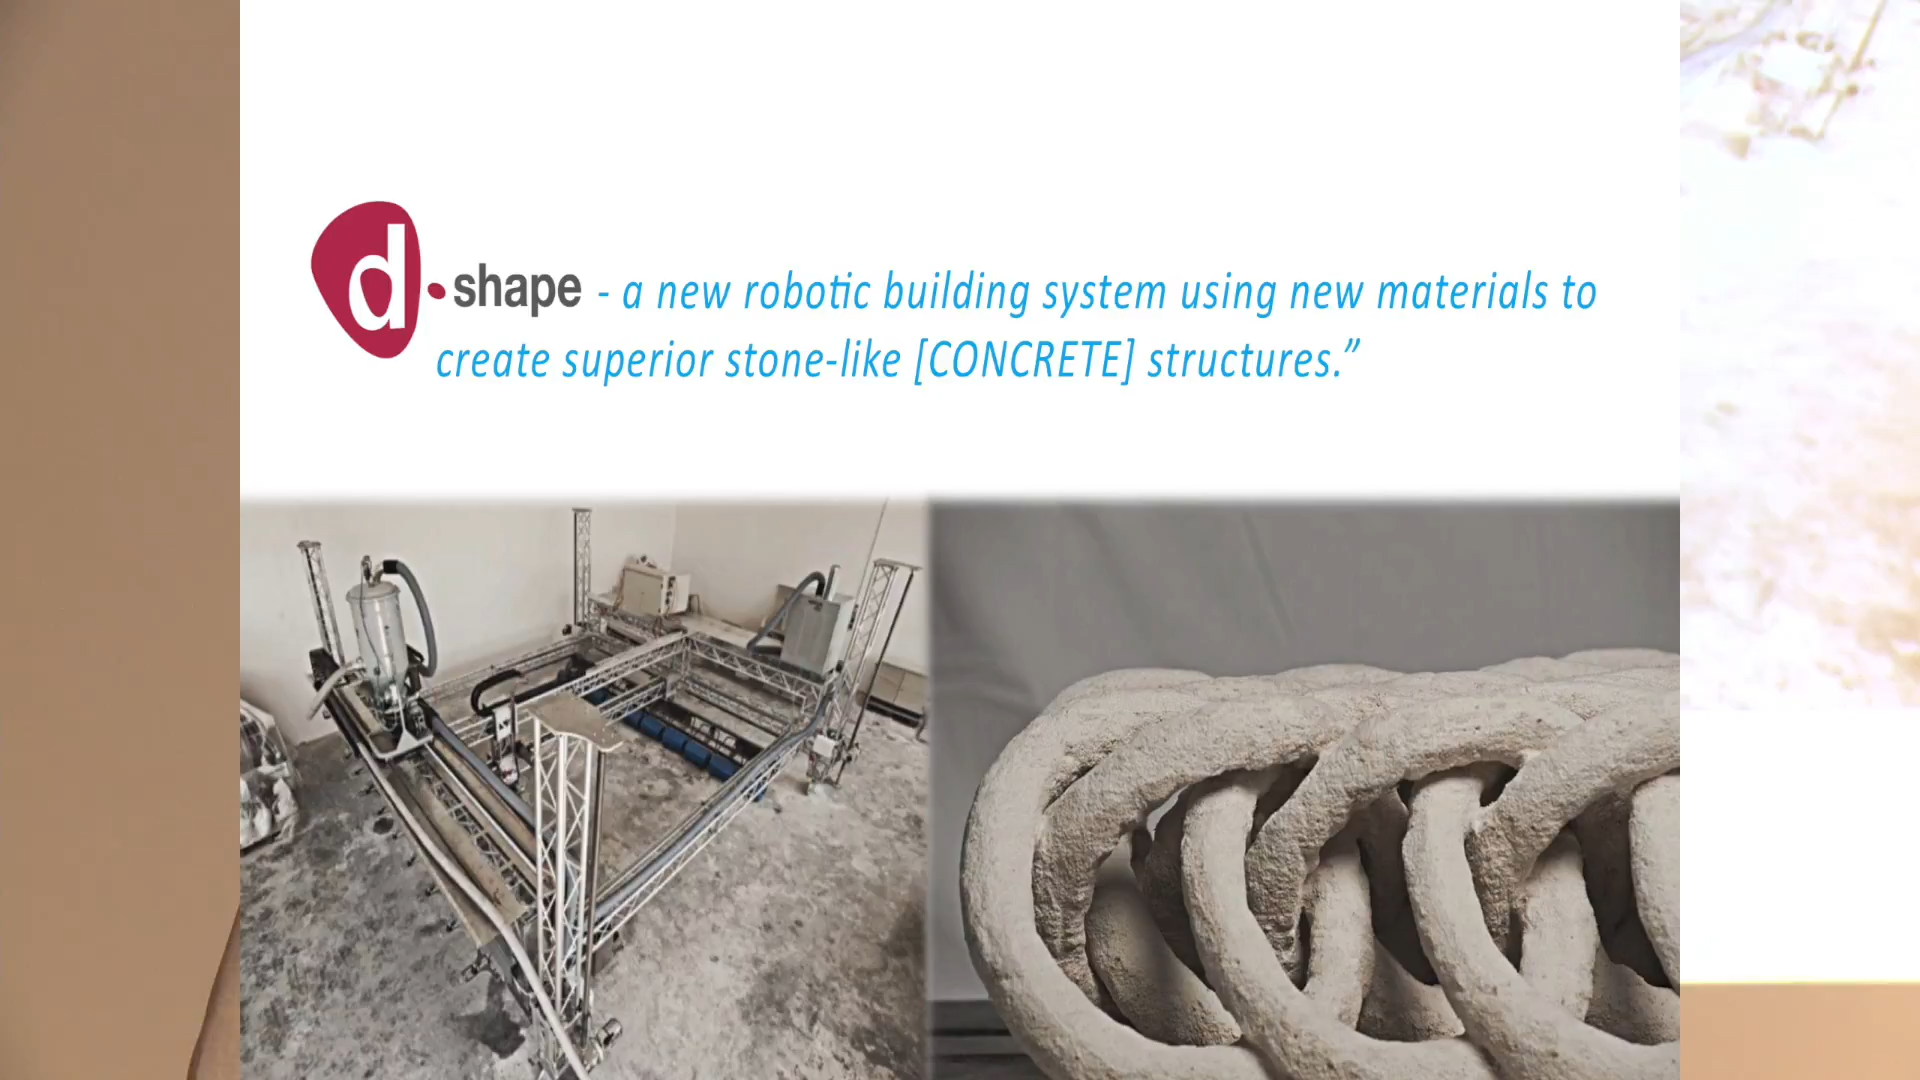 d.shape - a new robotic building system using new materials to
create superior stone-like [CONCRETE] structures.”